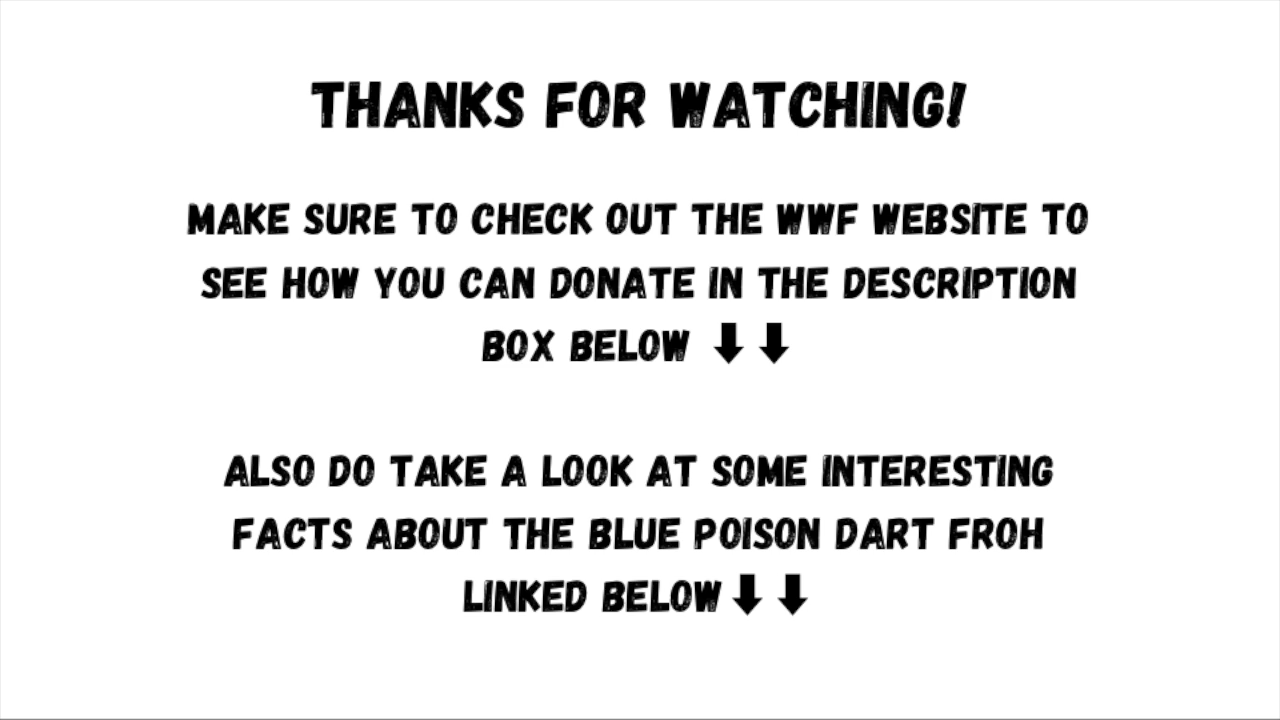 THANKS FOR WATCHING!
MAKE SURE TO CHECK OUT THE WWF WEBSITE TO
SEE HOW YOU CAN DONATE IN THE DESCRIPTION
BOX BELOW ⬇⬇
ALSO DO TAKE A LOOK AT SOME INTERESTING
FACTS ABOUT THE BLUE POISON DART FROH
LINKED BELOW⬇⬇